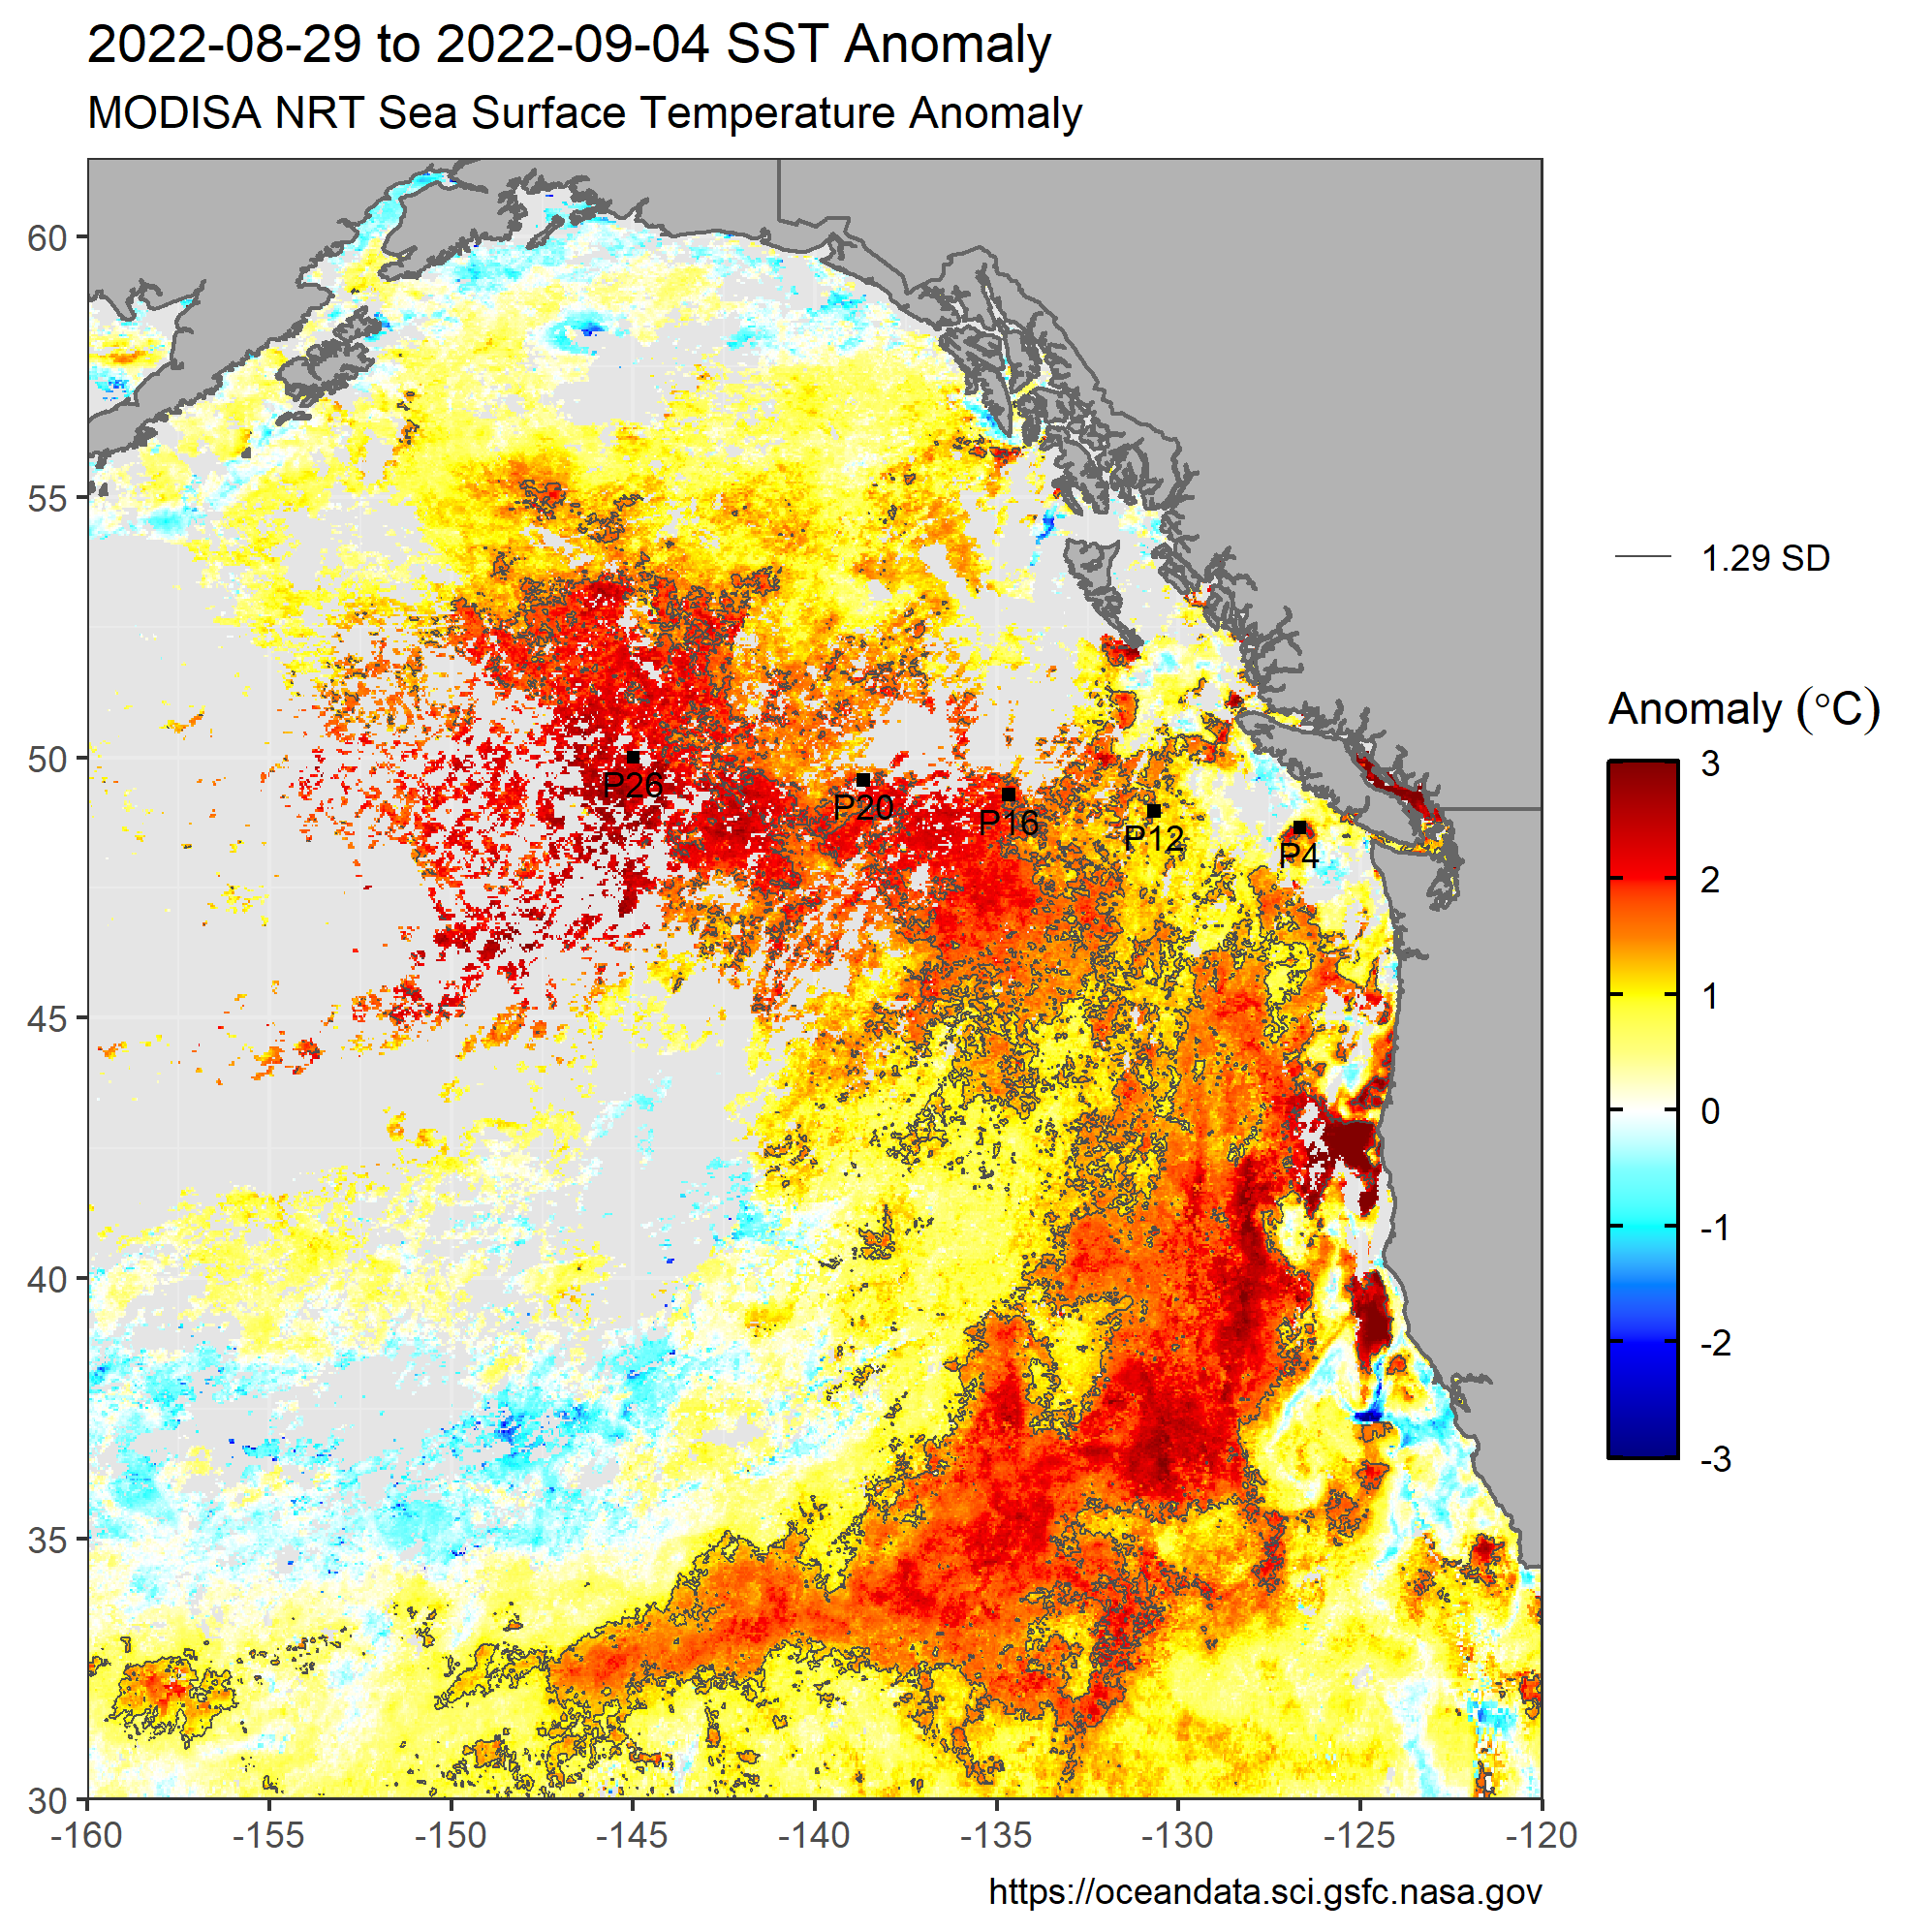 2022-08-29 to 2022-09-04 SST Anomaly
MODISA NRT Sea Surface Temperature Anomaly
60
55
50
45
40
35
30
-160
-155
-150
-145
-140
-135
-130
-125
-120
P26
P20
P16
P12
P4
1.29 SD
Anomaly (°C)
3
2
1
0
-1
-2
-3
https://oceandata.sci.gsfc.nasa.gov